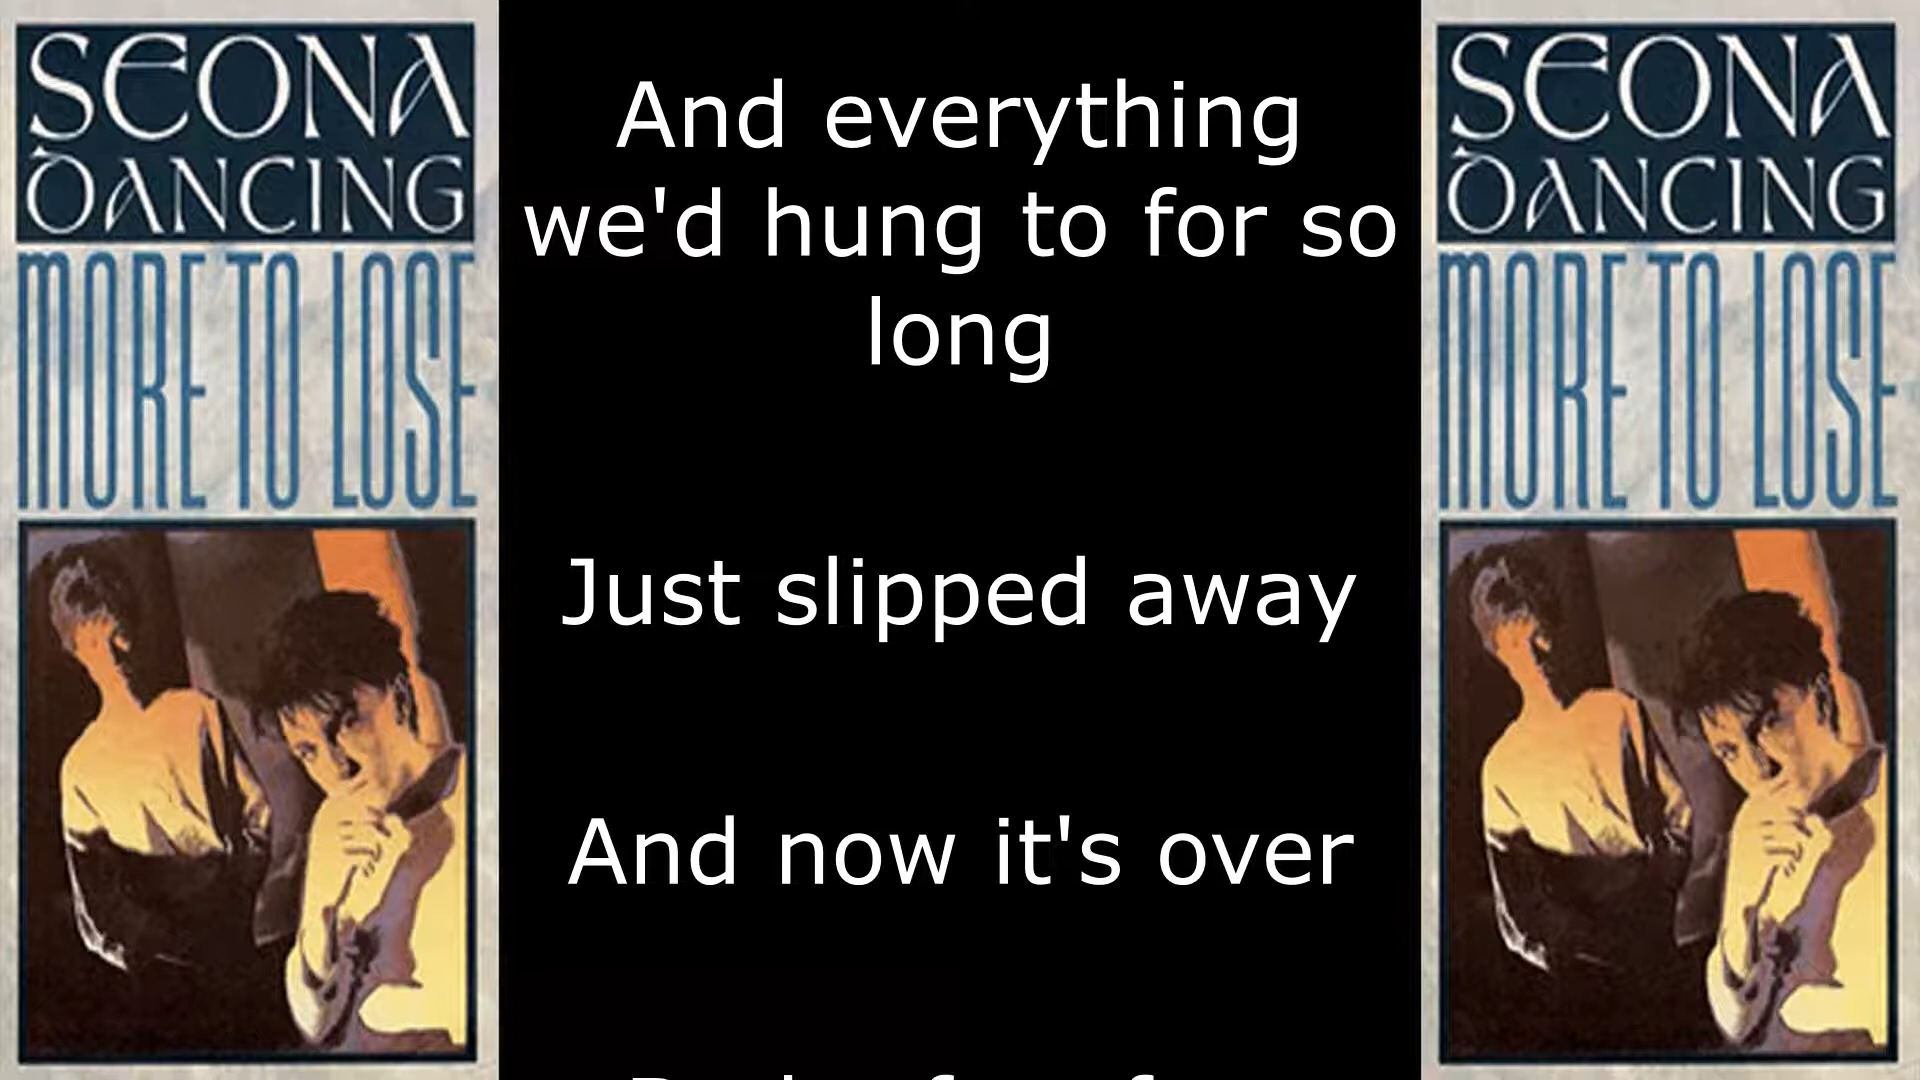 SEONA
DANCING
MORE TO LOSE
And everything
we'd hung to for so
long
Just slipped away
And now it's over
SEONA
DANCING
MORE TO LOSE